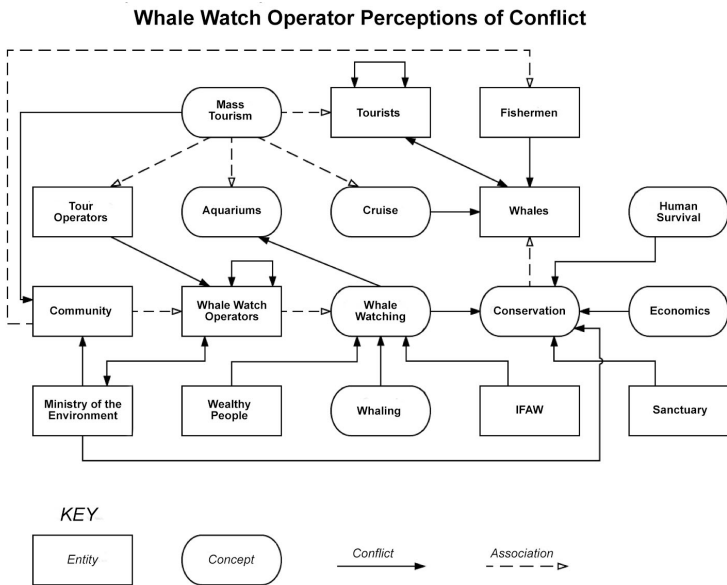 Whale Watch Operator Perceptions of Conflict
Mass
Tourism
Tourists
Fishermen
Tour
Operators
Aquariums
Cruise
Whales
Human
Survival
Community
Whale Watch
Operators
Whale
Watching
Conservation
Economics
Ministry of the
Environment
Wealthy
People
Whaling
IFAW
Sanctuary
KEY
Entity
Concept
Conflict
Association